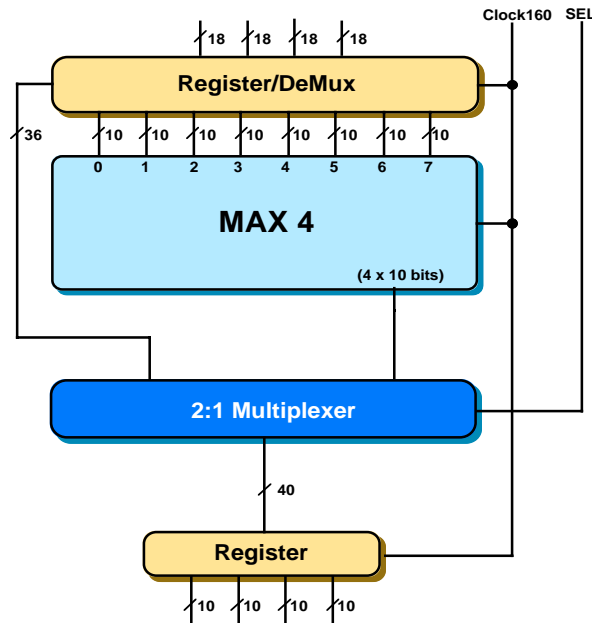 Clock160 SEL
18 18 18 18
Register/DeMux
36 10 10 10 10 10 10 10 10
0 1 2 3 4 5 6 7
MAX 4
(4 x 10 bits)
2:1 Multiplexer
40
Register
10 10 10 10